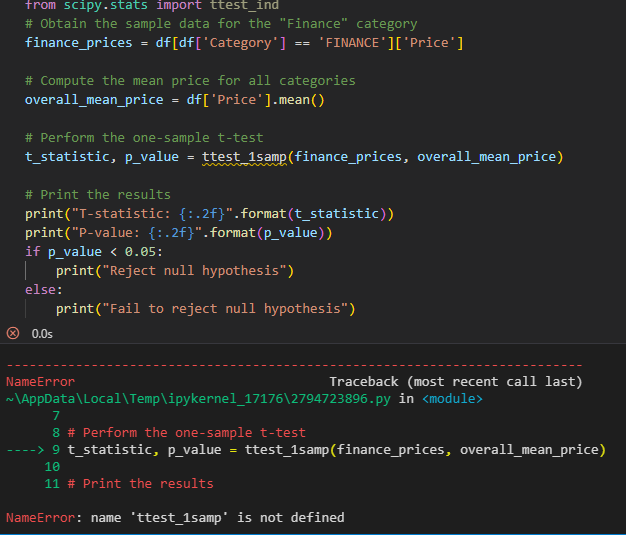 from scipy.stats import ttest_ind
# Obtain the sample data for the "Finance" category
finance_prices = df[df['Category'] == 'FINANCE']['Price']
# Compute the mean price for all categories
overall_mean_price = df['Price'].mean()
# Perform the one-sample t-test
t_statistic, p_value = ttest_1samp(finance_prices, overall_mean_price)
# Print the results
print("T-statistic: {:.2f}".format(t_statistic))
print("P-value: {:.2f}".format(p_value))
if p_value < 0.05:
    print("Reject null hypothesis")
else:
    print("Fail to reject null hypothesis")
0.0s
---------------------------------------------------------------------------
NameError                                 Traceback (most recent call last)
~\AppData\Local\Temp\ipykernel_17176\2794723896.py in <module>
      7
      8 # Perform the one-sample t-test
----> 9 t_statistic, p_value = ttest_1samp(finance_prices, overall_mean_price)
     10
     11 # Print the results
NameError: name 'ttest_1samp' is not defined